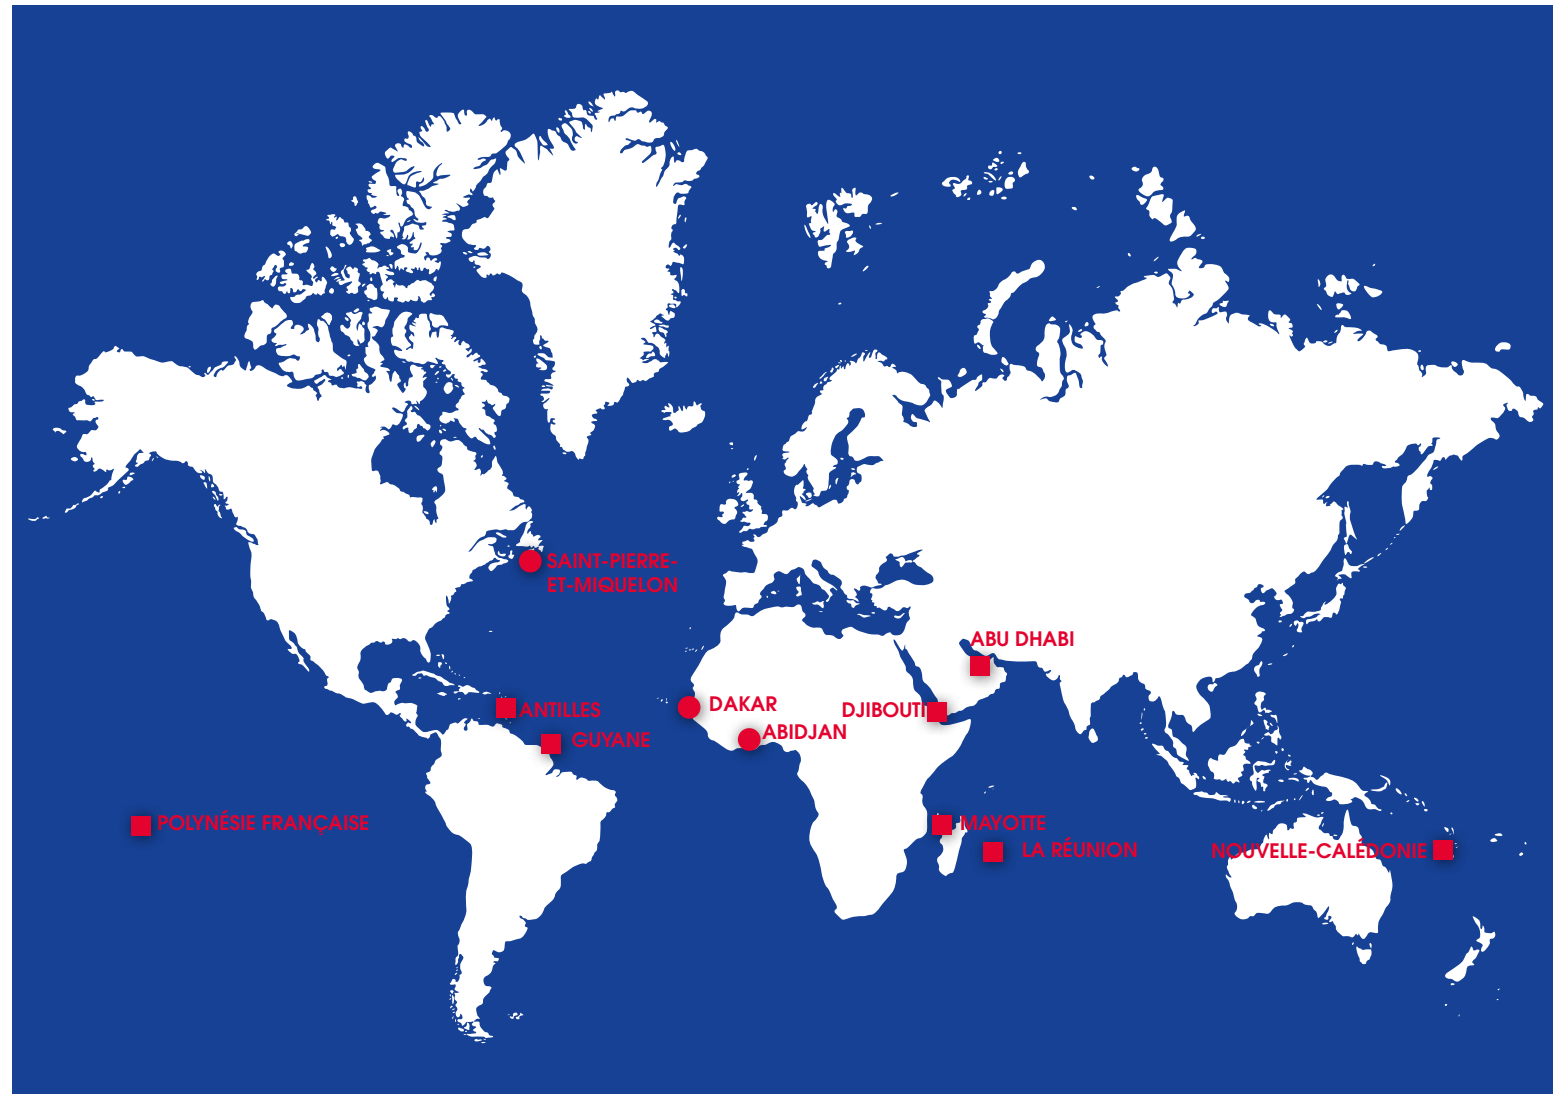 SAINT-PIERRE-
ET-MIQUELON
ABU DHABI
ANTILLES
DAKAR
DJIBOUTI
ABIDJAN
GUYANE
POLYNÉSIE FRANÇAISE
MAYOTTE
LA RÉUNION
NOUVELLE-CALÉDONIE